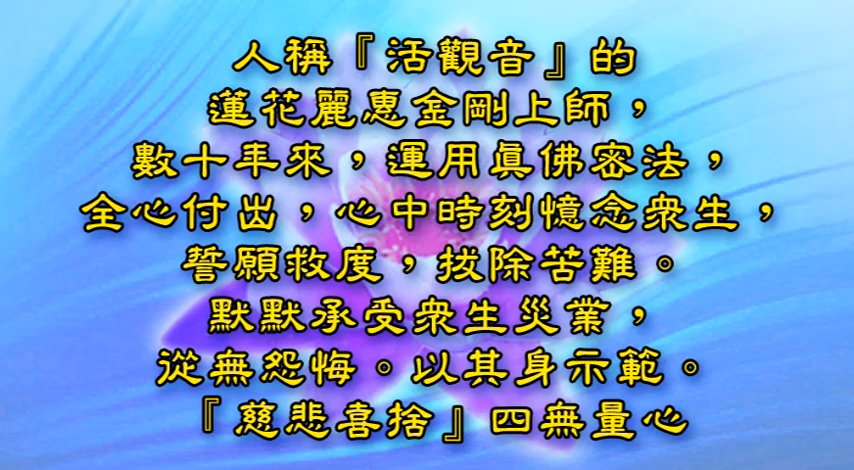 人稱『活觀音』的
蓮花麗惠金剛上師，
數十年來，運用真佛密法，
全心付出，心中時刻憶念眾生，
誓願救度，拔除苦難。
默默承受眾生災業，
從無怨悔。以其身示範。
『慈悲喜捨』四無量心